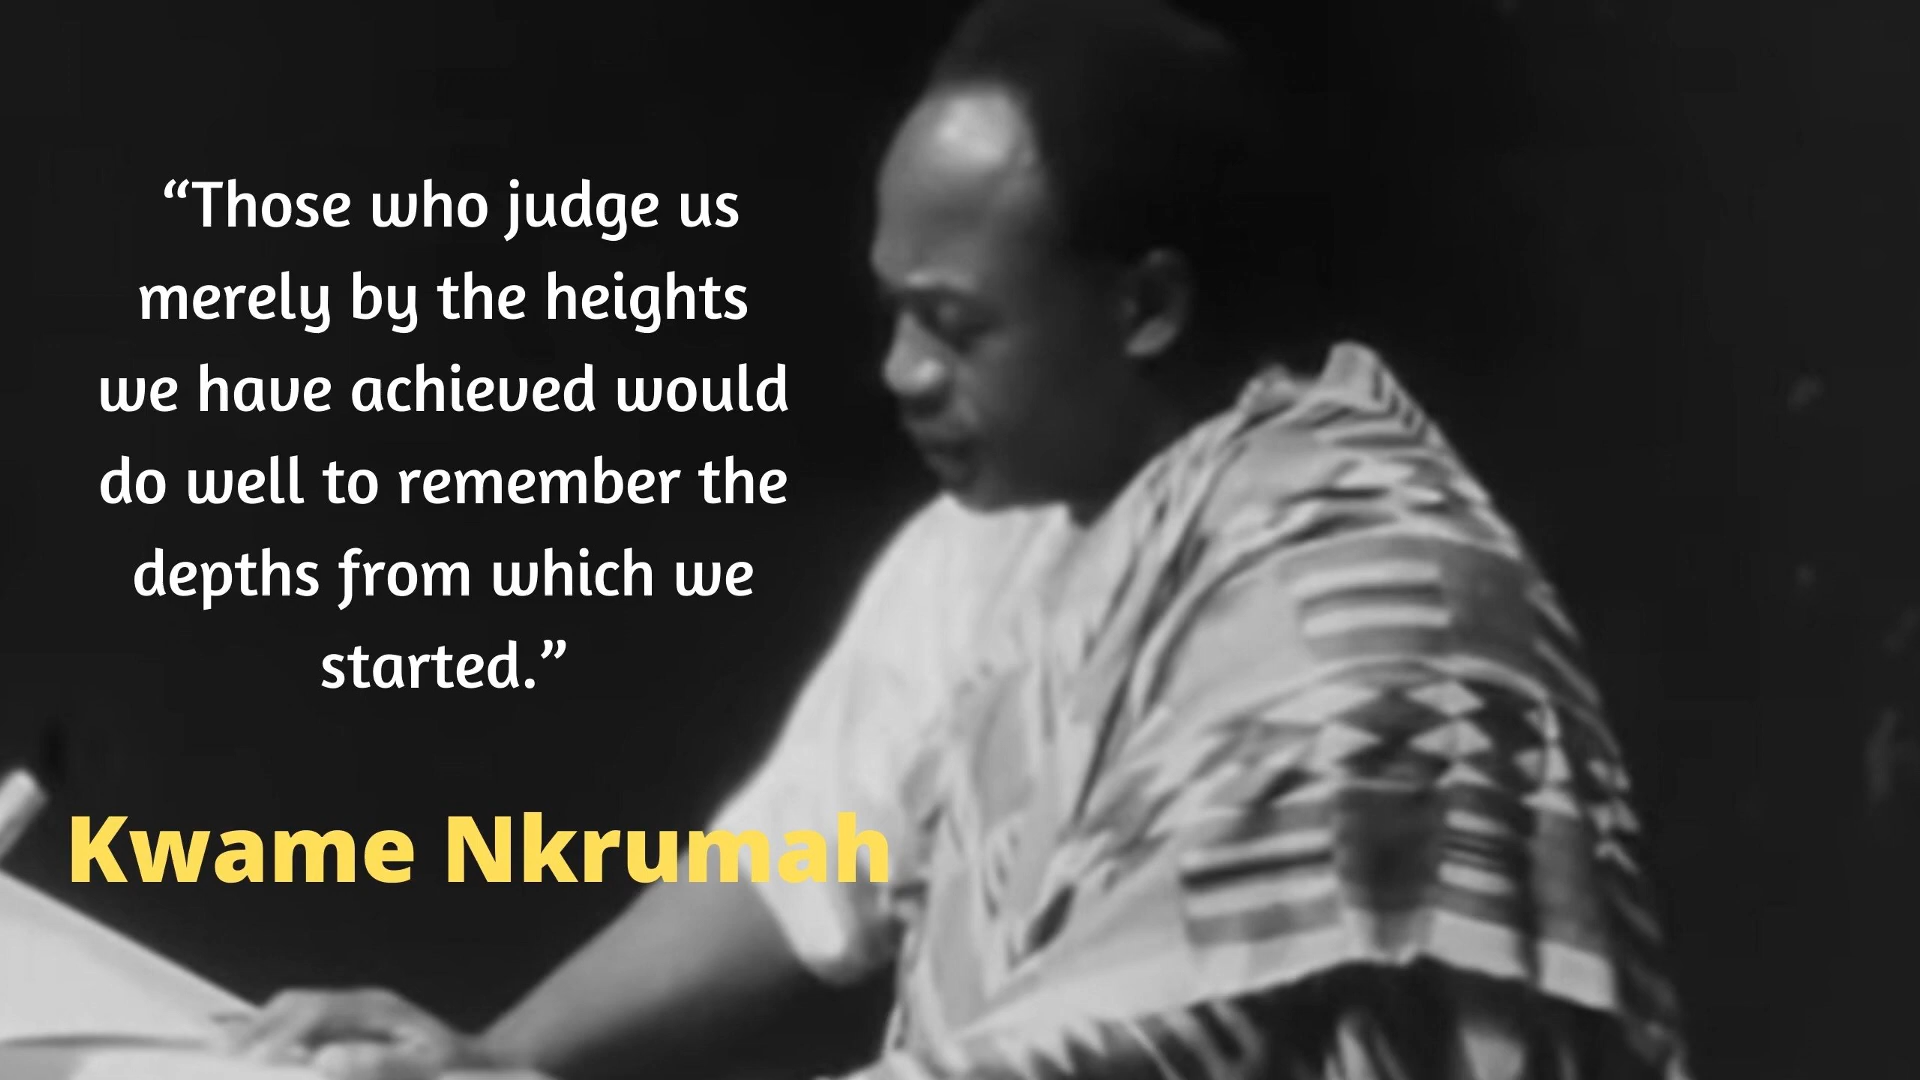 “Those who judge us
merely by the heights
we have achieved would
do well to remember the
depths from which we
started.”
Kwame Nkrumah